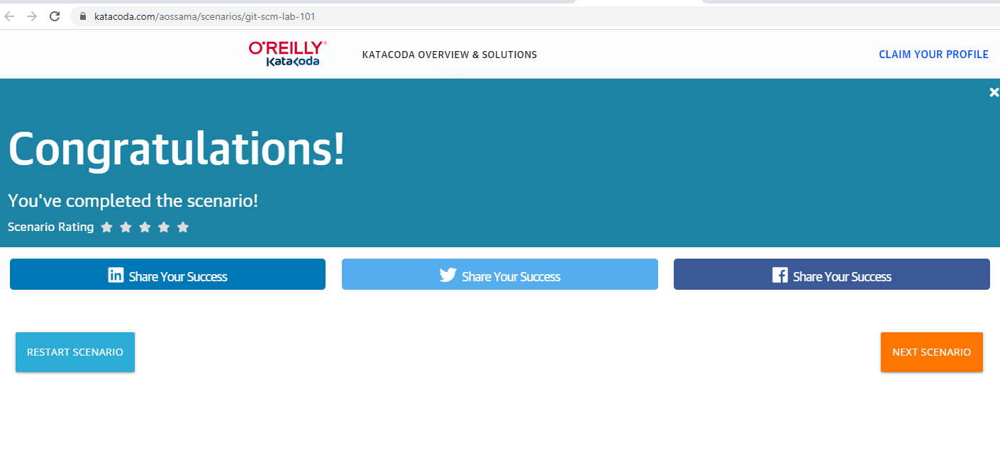 katacoda.com/aossama/scenarios/git-scm-lab-101
O'REILLY®
Katacoda
KATACODA OVERVIEW & SOLUTIONS
CLAIM YOUR PROFILE
Congratulations!
You've completed the scenario!
Scenario Rating
in Share Your Success
Share Your Success
f Share Your Success
RESTART SCENARIO
NEXT SCENARIO